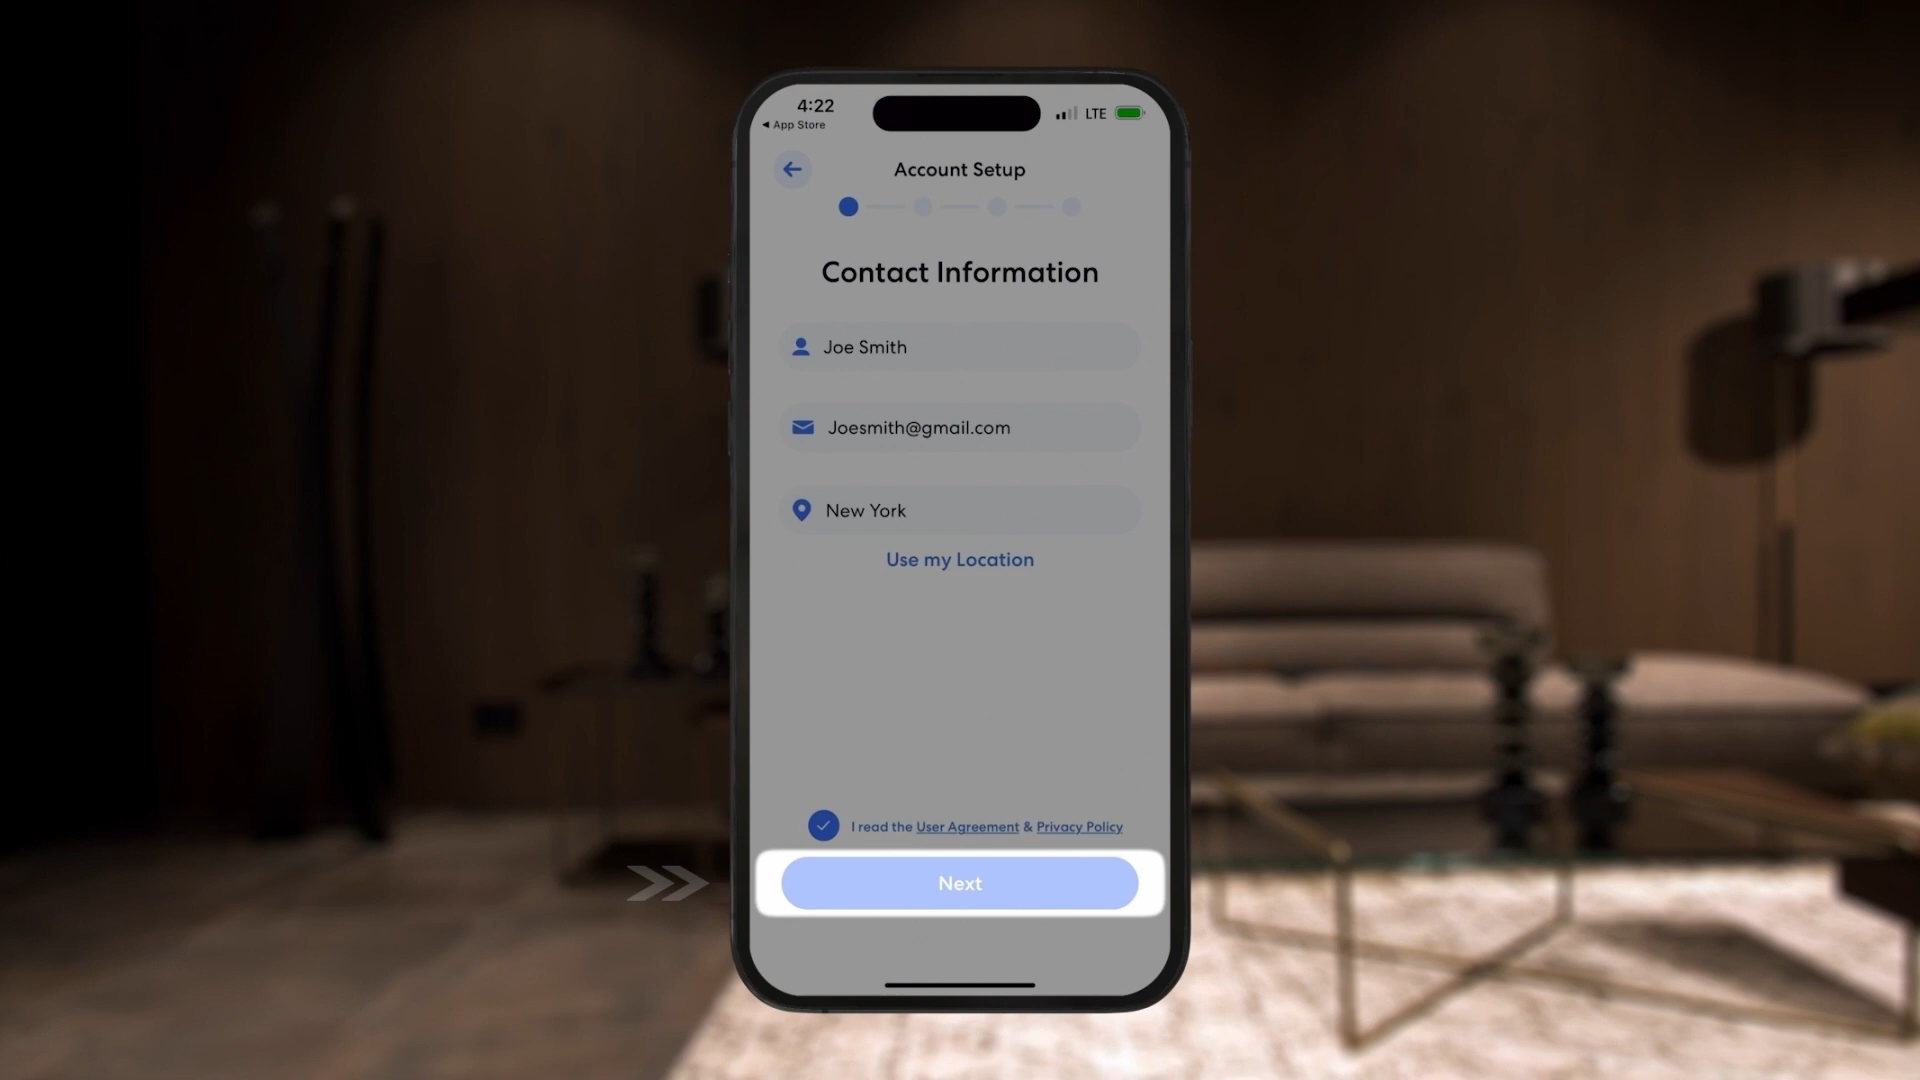 4:22
LTE
App Store
Account Setup
Contact Information
Joe Smith
Joesmith@gmail.com
New York
Use my Location
I read the User Agreement & Privacy Policy
Next